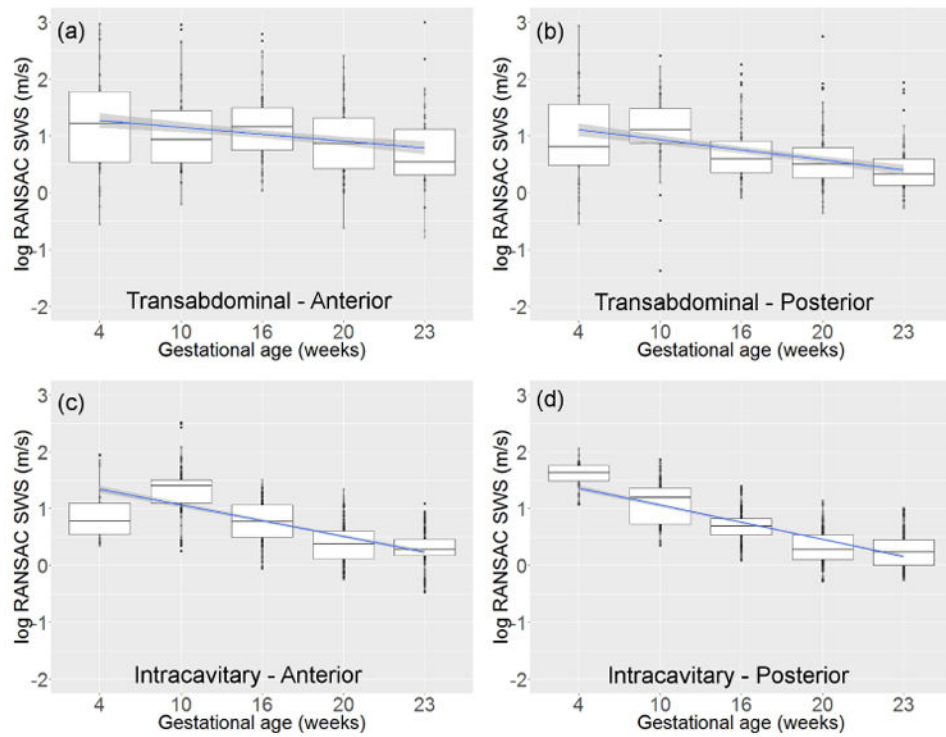 (a)
log RANSAC SWS (m/s)
3
2
1
0
-1
-2
Transabdominal - Anterior
4 10 16 20 23
Gestational age (weeks)
(b)
log RANSAC SWS (m/s)
3
2
1
0
-1
-2
Transabdominal - Posterior
4 10 16 20 23
Gestational age (weeks)
(c)
log RANSAC SWS (m/s)
3
2
1
0
-1
-2
Intracavitary - Anterior
4 10 16 20 23
Gestational age (weeks)
(d)
log RANSAC SWS (m/s)
3
2
1
0
-1
-2
Intracavitary - Posterior
4 10 16 20 23
Gestational age (weeks)